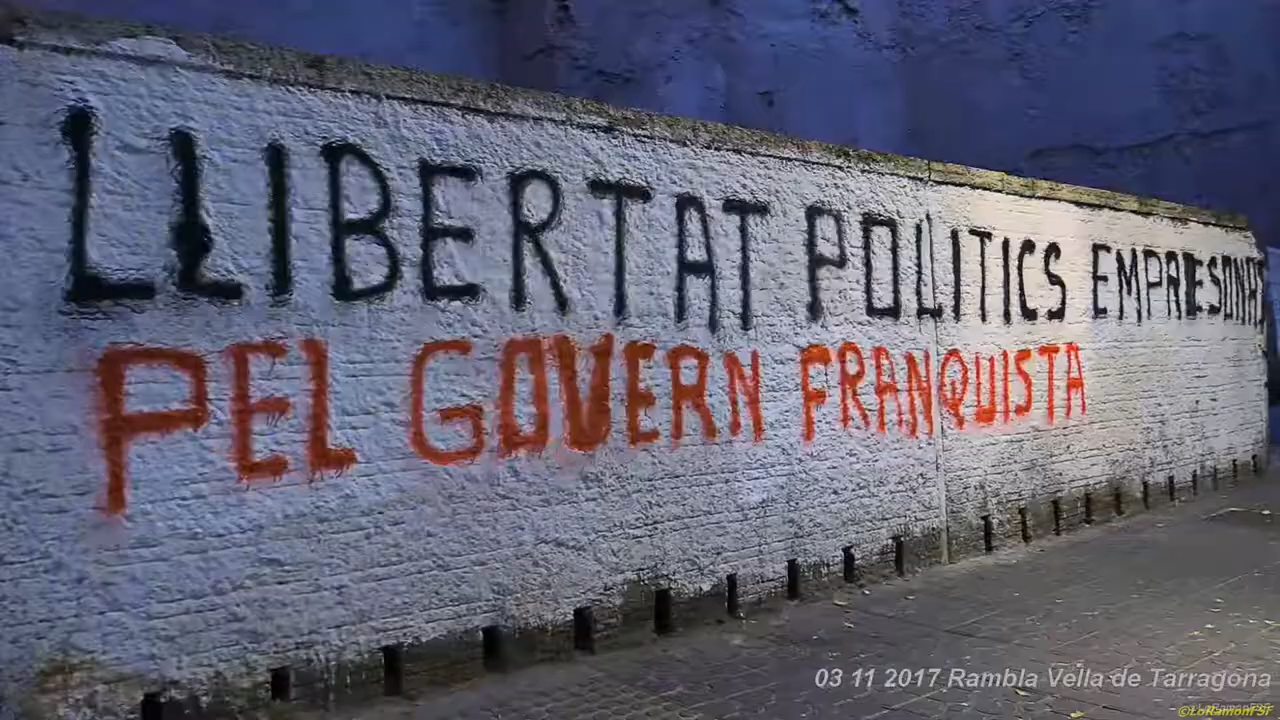 LLIBERTAT POLITICS EMPRESONATS
PEL GOVERN FRANQUISTA
03 11 2017 Rambla Vella de Tarragona